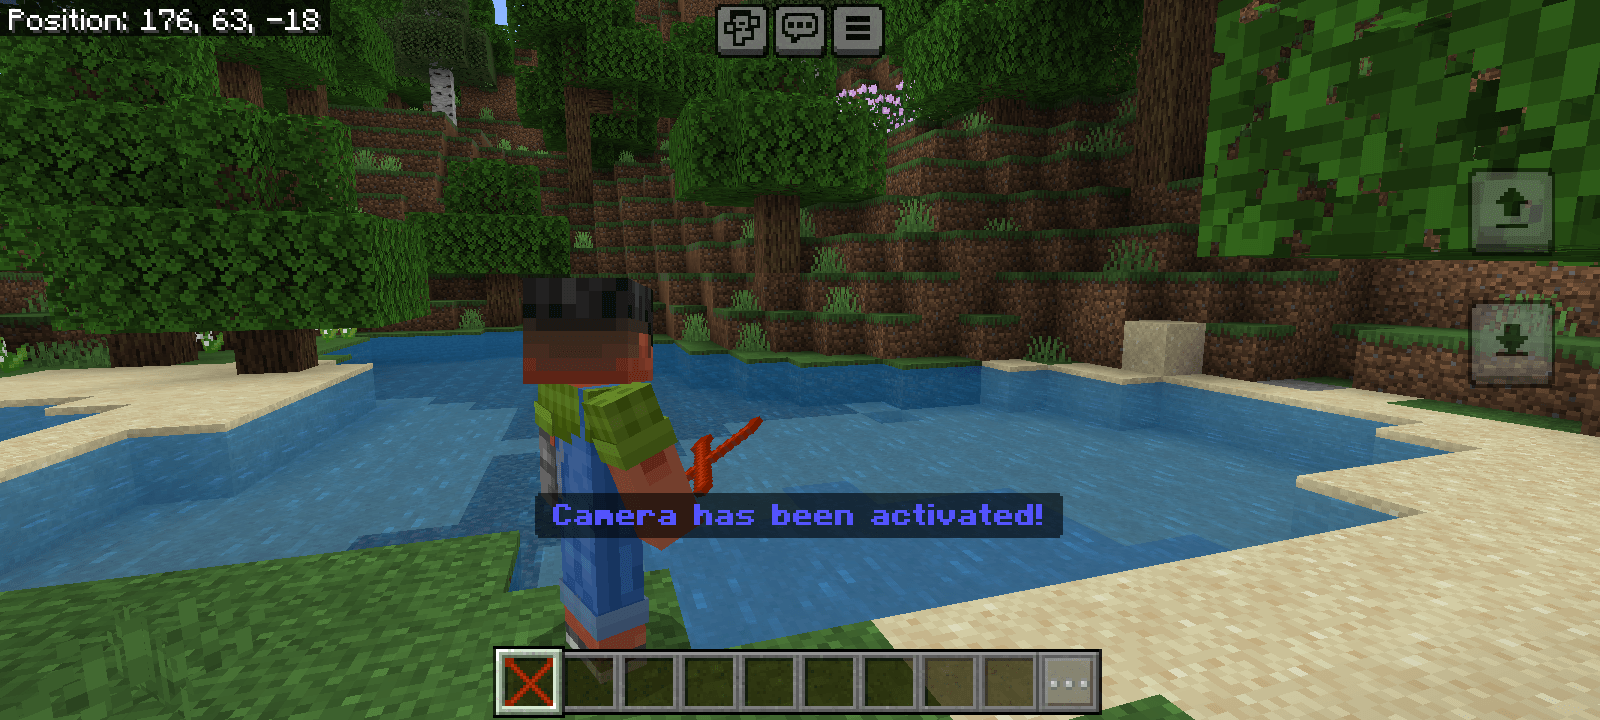 Position: 176, 63, -18
Camera has been activated!